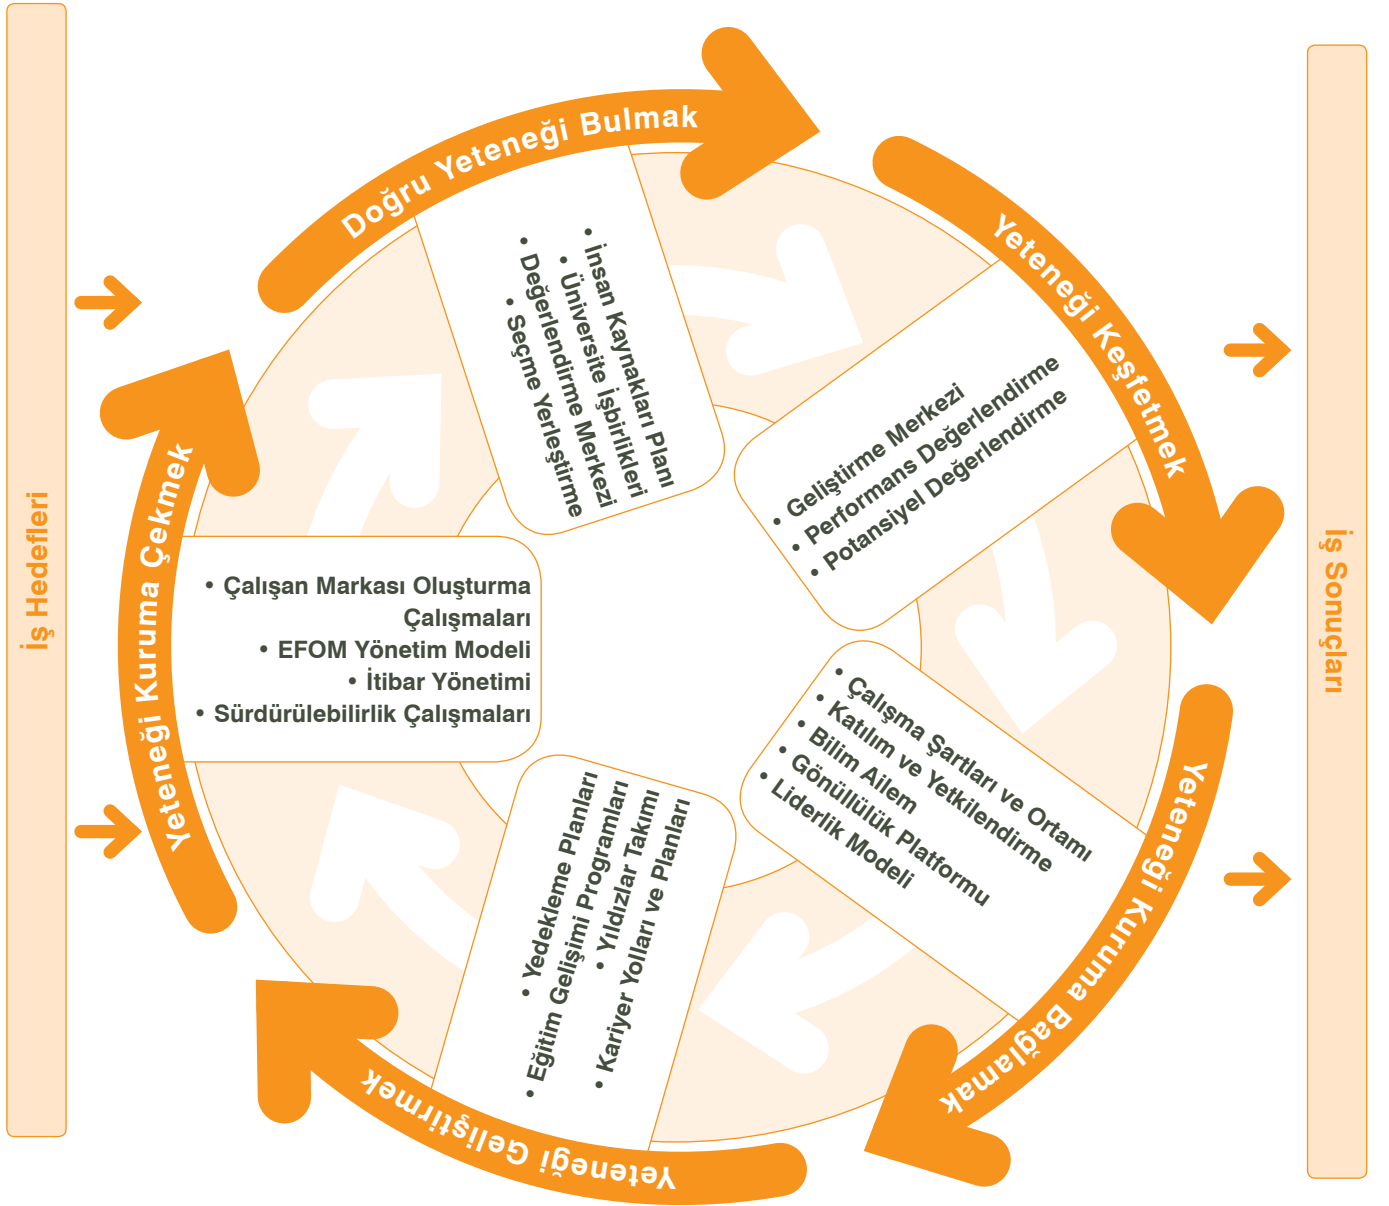 İş Hedefleri
Doğru Yeteneği Bulmak
• İnsan Kaynakları Planı
• Üniversite İşbirlikleri
• Değerlendirme Merkezi
• Seçme Yerleştirme
Yeteneği Keşfetmek
• Geliştirme Merkezi
• Performans Değerlendirme
• Potansiyel Değerlendirme
Yeteneği Kuruma Bağlamak
• Çalışma Şartları ve Ortamı
• Katılım ve Yetkilendirme
• Bilim Ailem
• Gönüllülük Platformu
• Liderlik Modeli
Yeteneği Geliştirmek
• Yedekleme Planları
• Eğitim Gelişimi Programları
• Yıldızlar Takımı
• Kariyer Yolları ve Planları
Yeteneği Kuruma Çekmek
• Çalışan Markası Oluşturma
Çalışmaları
• EFOM Yönetim Modeli
• İtibar Yönetimi
• Sürdürülebilirlik Çalışmaları
İş Sonuçları